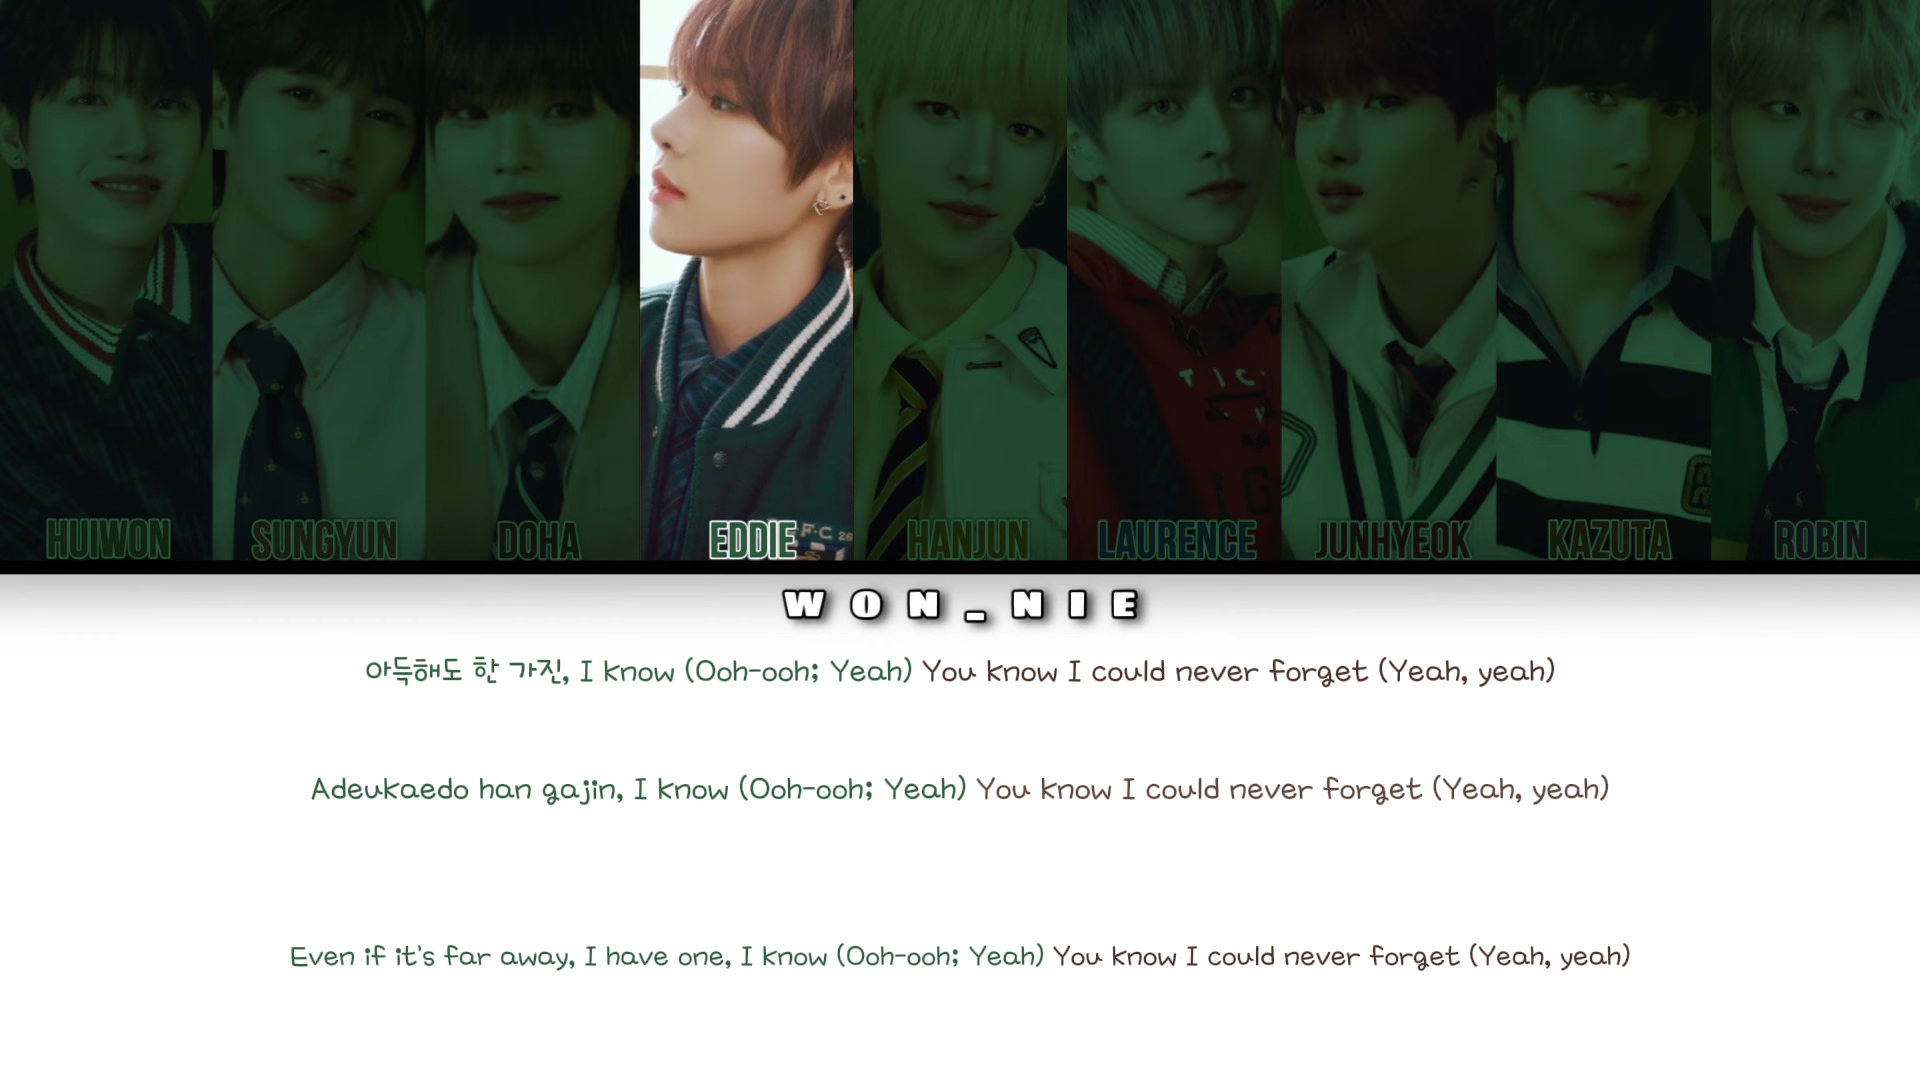 TIC
F·C 26
HUIWON SUNGYUN DOHA EDDIE HANJUN LAURENCE JUNHYEOK KAZUTA ROBIN
WON_NIE
아득해도 한 가진, I know (Ooh-ooh; Yeah) You know I could never forget (Yeah, yeah)
Adeukaedo han gajin, I know (Ooh-ooh; Yeah) You know I could never forget (Yeah, yeah)
Even if it's far away, I have one, I know (Ooh-ooh; Yeah) You know I could never forget (Yeah, yeah)